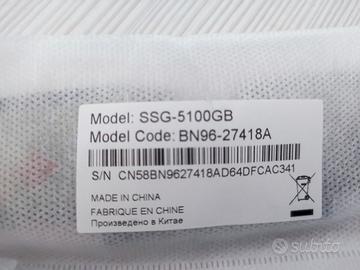 Model: SSG-5100GB
Model Code: BN96-27418A
S/N CN58BN9627418AD64DFCAC341
MADE IN CHINA
FABRIQUE EN CHINE
Произведено в Китае
subito